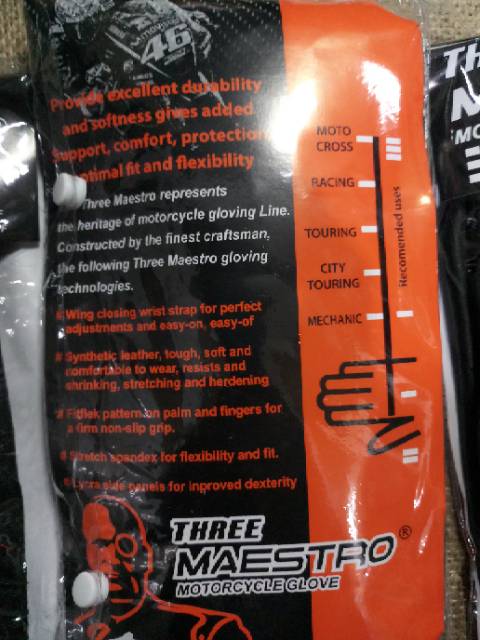 46
Provide excellent durability
and softness gives added
Support, comfort, protection
optimal fit and flexibility
Three Maestro represents
the heritage of motorcycle gloving Line.
Constructed by the finest craftsman,
the following Three Maestro gloving
technologies.
Wing closing wrist strap for perfect
adjustments and easy-on, easy-of
Synthetic leather, tough, soft and
comfortable to wear, resists and
shrinking, stretching and herdening
pattern on palm and fingers for
a firm non-slip grip.
Stretch spandex for flexibility and fit.
Lycra side panels for inproved dexterity
THREE
MAESTRO®
MOTORCYCLE GLOVE
MOTO
CROSS
RACING
TOURING
CITY
TOURING
MECHANIC
Recomended uses